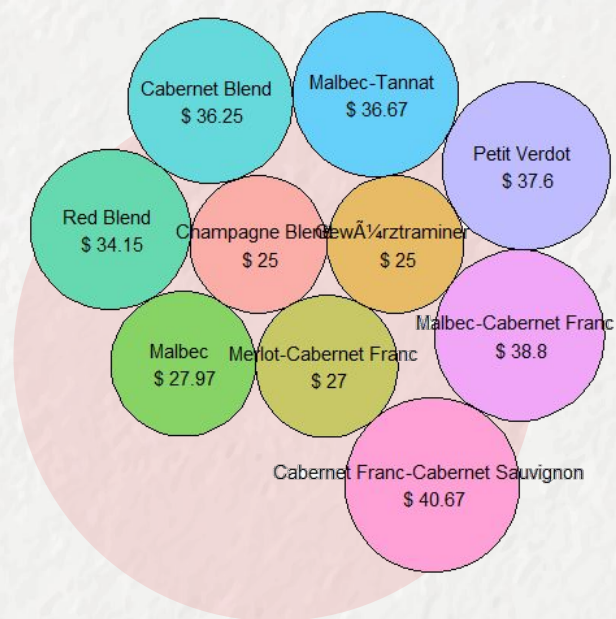 Cabernet Blend
$ 36.25
Malbec-Tannat
$ 36.67
Petit Verdot
$ 37.6
Red Blend
$ 34.15
Champagne Blend
$ 25
GewÃ¼rztraminer
$ 25
Malbec-Cabernet Franc
$ 38.8
Malbec
$ 27.97
Merlot-Cabernet Franc
$ 27
Cabernet Franc-Cabernet Sauvignon
$ 40.67